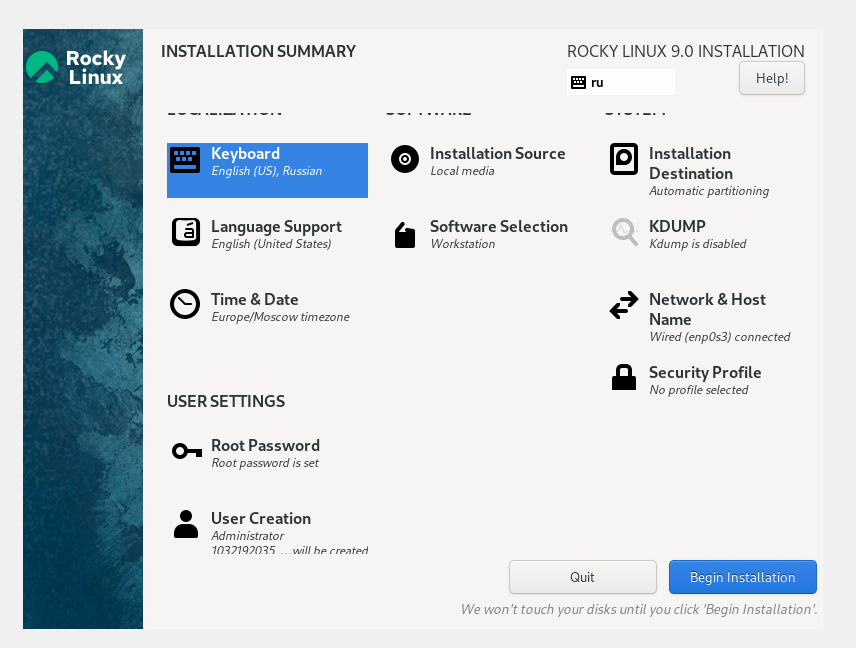 Rocky
Linux
INSTALLATION SUMMARY
ROCKY LINUX 9.0 INSTALLATION
ru
Help!
LOCALIZATION
SOFTWARE
SYSTEM
Keyboard
English (US), Russian
Language Support
English (United States)
Time & Date
Europe/Moscow timezone
Installation Source
Local media
Software Selection
Workstation
Installation
Destination
Automatic partitioning
KDUMP
Kdump is disabled
Network & Host
Name
Wired (enp0s3) connected
Security Profile
No profile selected
USER SETTINGS
Root Password
Root password is set
User Creation
Administrator
1032192035_...will be created
Quit
Begin Installation
We won't touch your disks until you click 'Begin Installation'.